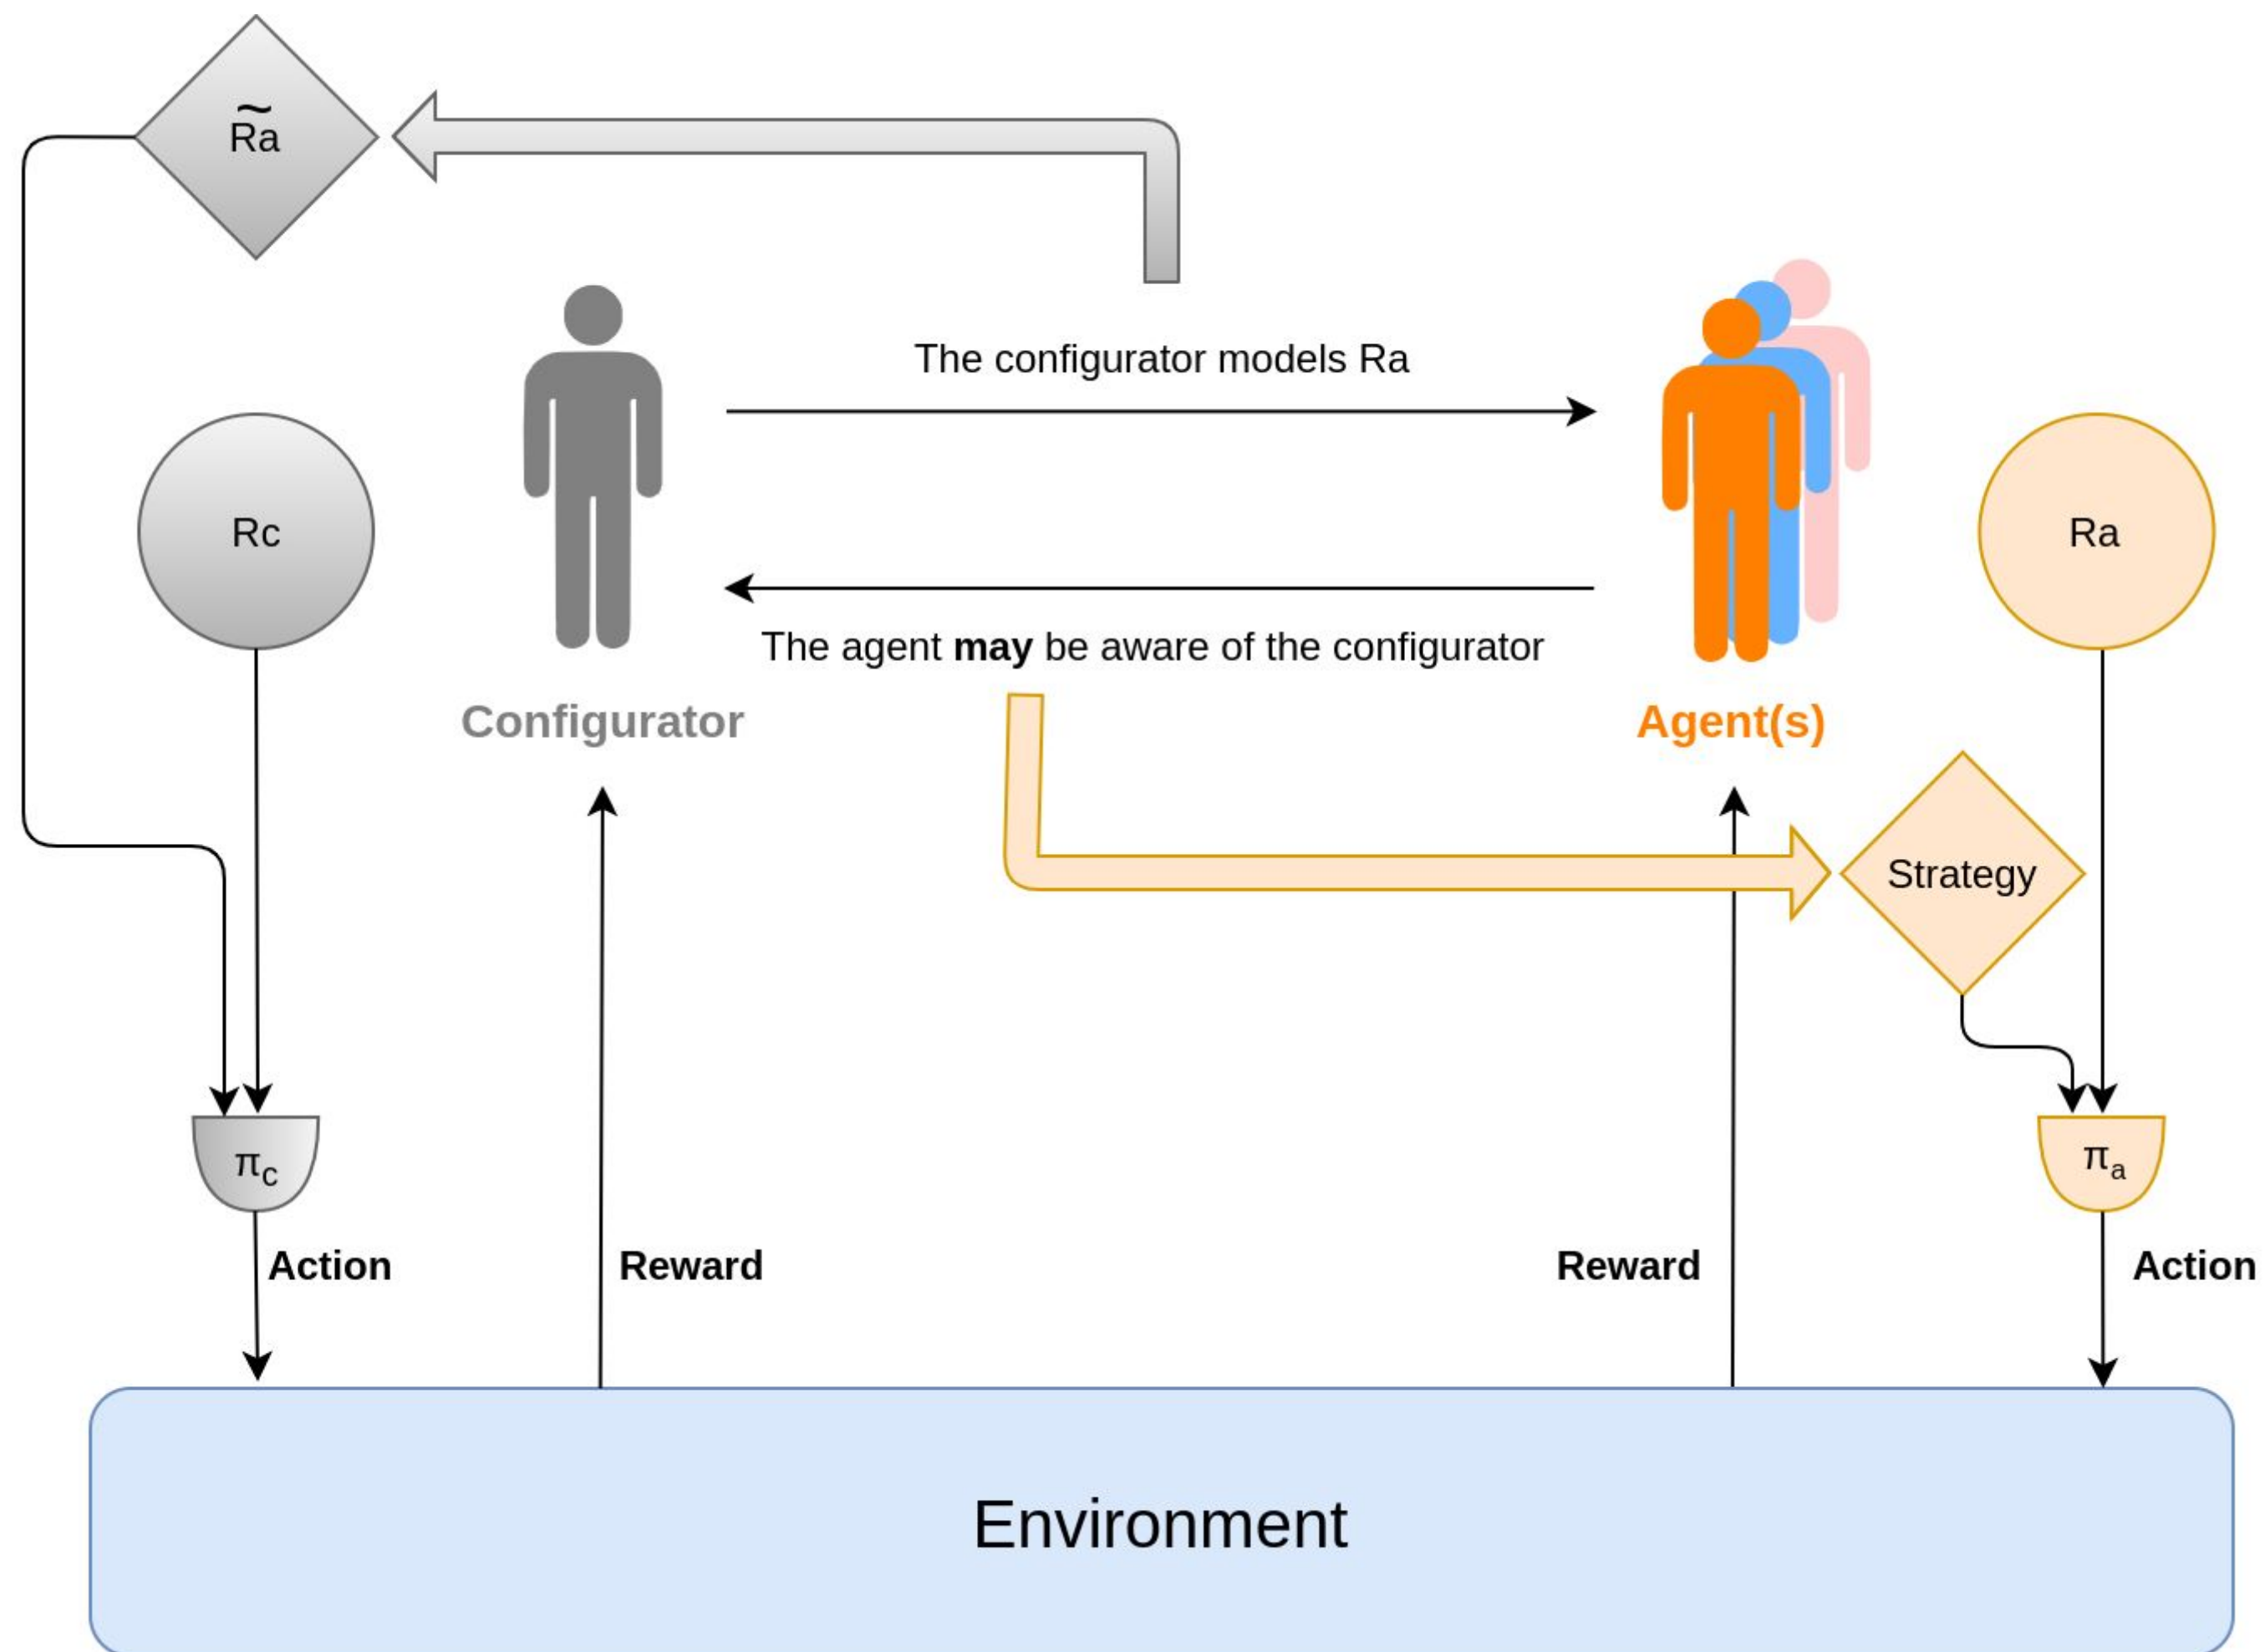 ~
Ra
The configurator models Ra
Rc
Ra
The agent may be aware of the configurator
Configurator
Agent(s)
Strategy
πc
πa
Action
Reward
Reward
Action
Environment